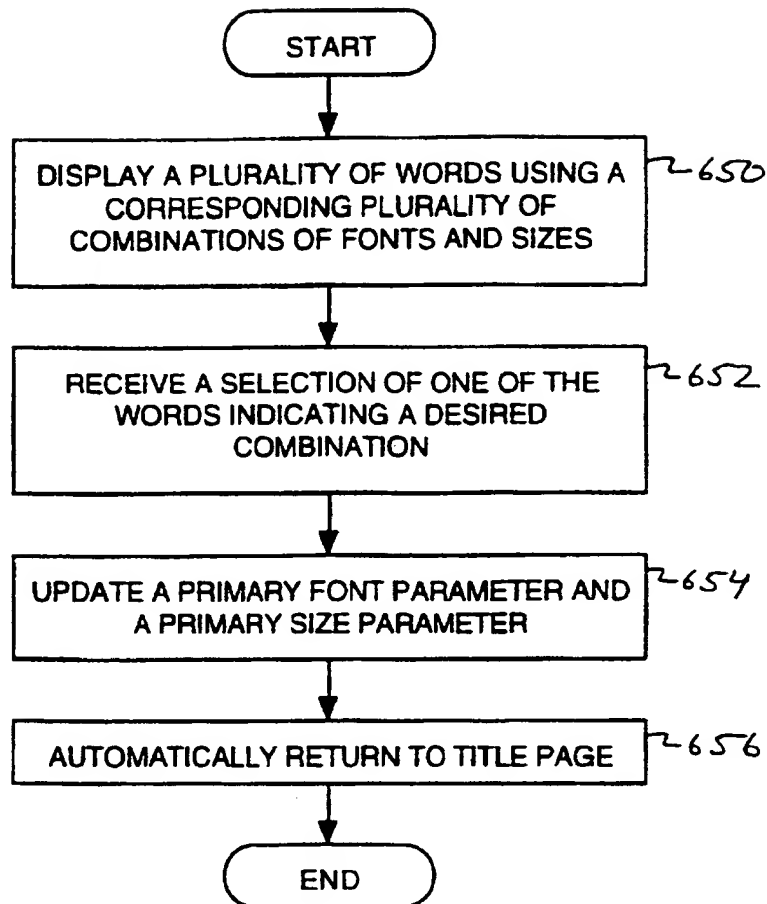 START
DISPLAY A PLURALITY OF WORDS USING A
CORRESPONDING PLURALITY OF
COMBINATIONS OF FONTS AND SIZES
650
RECEIVE A SELECTION OF ONE OF THE
WORDS INDICATING A DESIRED
COMBINATION
652
UPDATE A PRIMARY FONT PARAMETER AND
A PRIMARY SIZE PARAMETER
654
AUTOMATICALLY RETURN TO TITLE PAGE
656
END